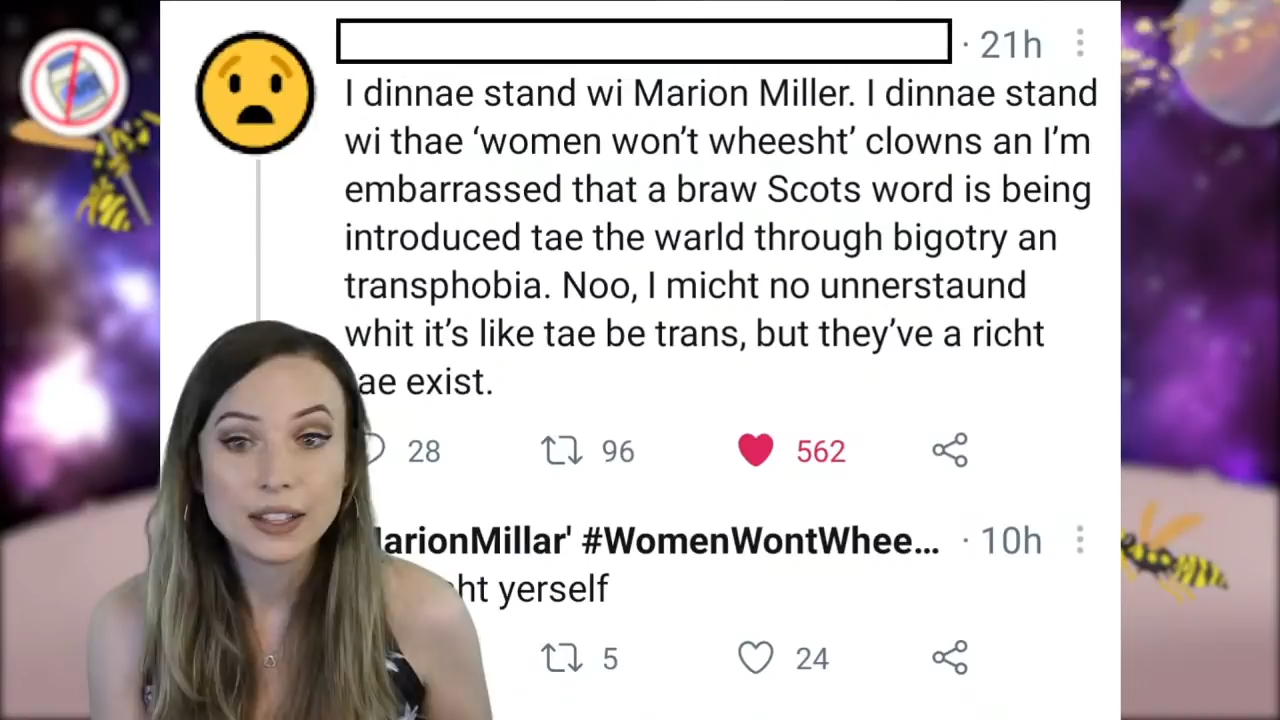 · 21h
I dinnae stand wi Marion Miller. I dinnae stand
wi thae ‘women won’t wheesht’ clowns an I’m
embarrassed that a braw Scots word is being
introduced tae the warld through bigotry an
transphobia. Noo, I micht no unnerstaund
whit it’s like tae be trans, but they’ve a richt
ae exist.
28 96 562
arionMillar' #WomenWontWhee... · 10h
ht yerself
5 24